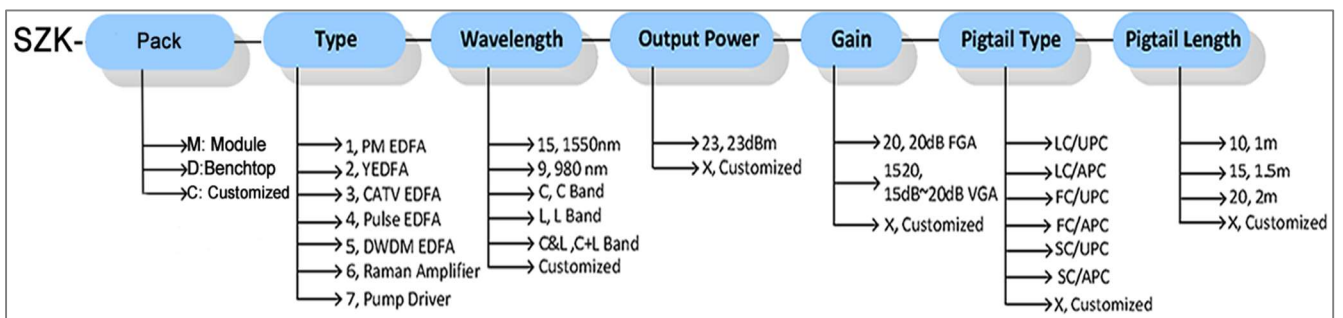 SZK-
Pack
Type
Wavelength
Output Power
Gain
Pigtail Type
Pigtail Length
M: Module
D:Benchtop
C: Customized
1, PM EDFA
2, YEDFA
3, CATV EDFA
4, Pulse EDFA
5, DWDM EDFA
6, Raman Amplifier
7, Pump Driver
15, 1550nm
9, 980 nm
C, C Band
L, L Band
C&L ,C+L Band
Customized
23, 23dBm
X, Customized
20, 20dB FGA
1520,
15dB~20dB VGA
X, Customized
LC/UPC
LC/APC
FC/UPC
FC/APC
SC/UPC
SC/APC
X, Customized
10, 1m
15, 1.5m
20, 2m
X, Customized